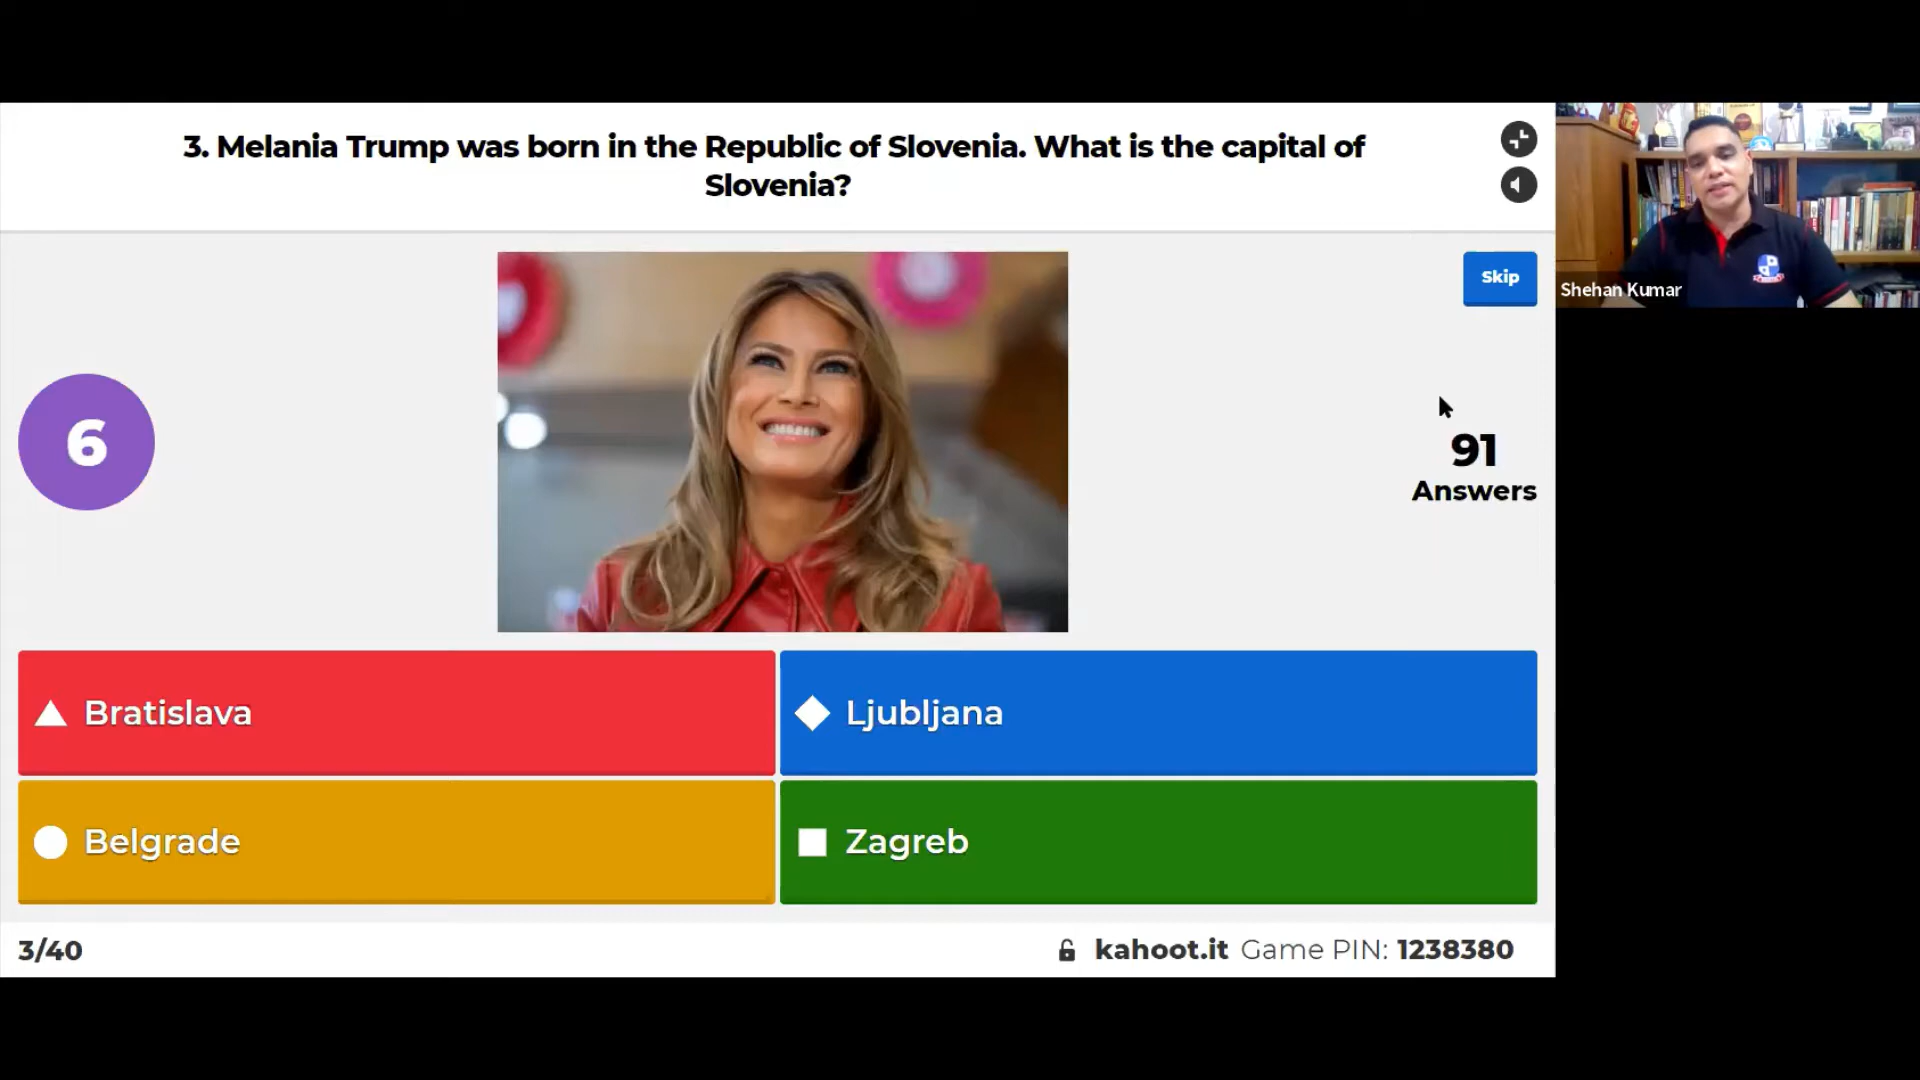 3. Melania Trump was born in the Republic of Slovenia. What is the capital of
Slovenia?
Skip
Shehan Kumar
6
91
Answers
Bratislava
Ljubljana
Belgrade
Zagreb
3/40
kahoot.it Game PIN: 1238380